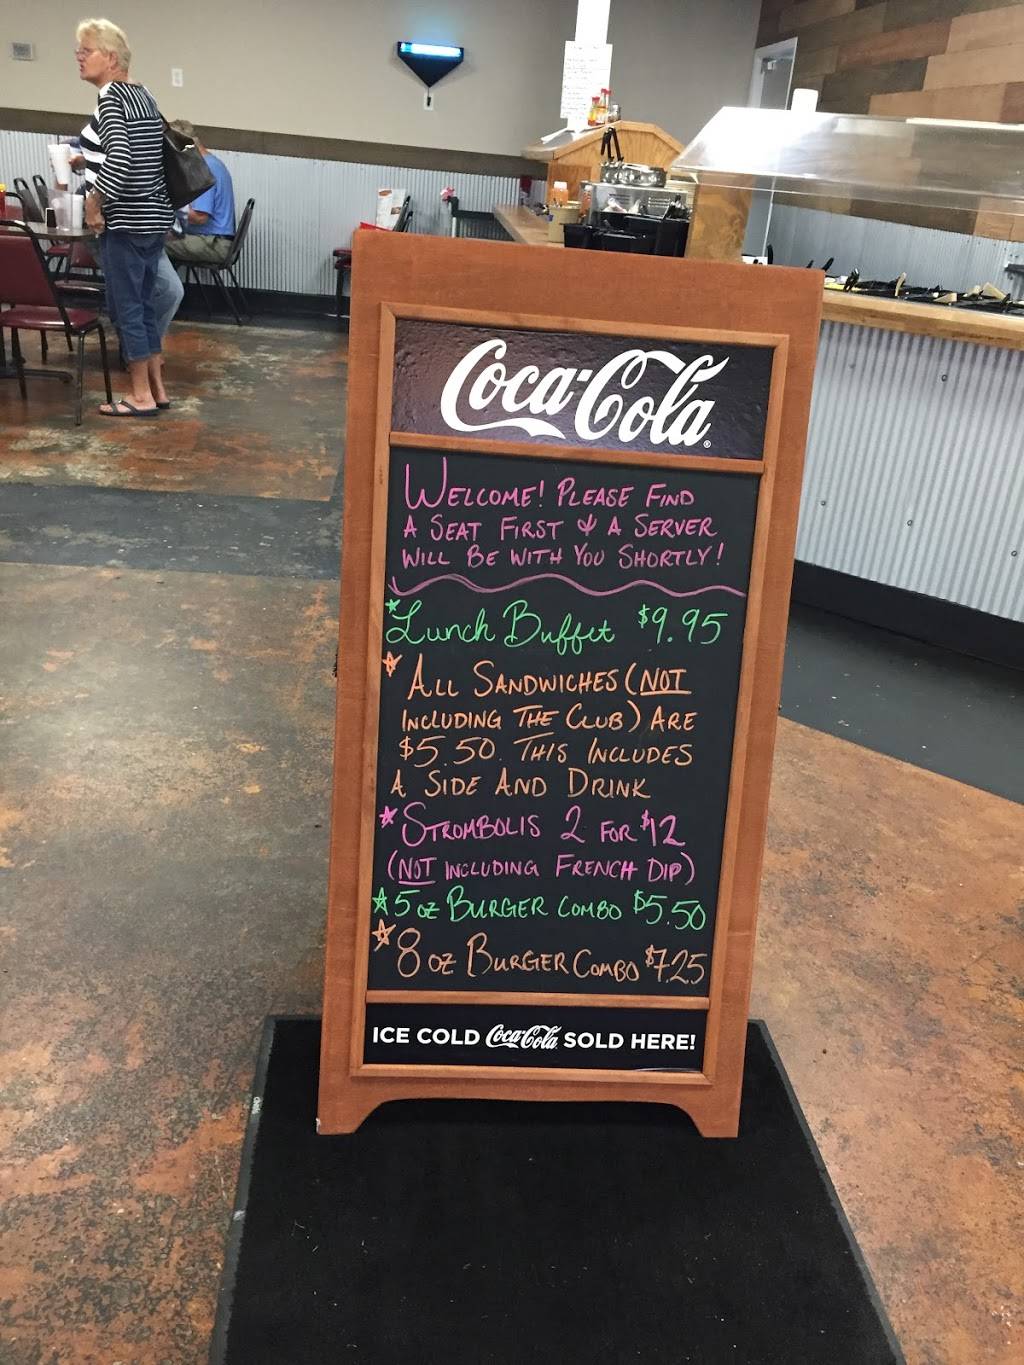 Coca-Cola
WELCOME! PLEASE FIND
A SEAT FIRST & A SERVER
WILL BE WITH YOU SHORTLY!
Lunch Buffet $9.95
ALL SANDWICHES (NOT
INCLUDING THE CLUB) ARE
$5.50. THIS INCLUDES
A SIDE AND DRINK
STROMBOLIS 2 FOR $12
(NOT INCLUDING FRENCH DIP)
5 oz BURGER COMBO $5.50
8 oz BURGER COMBO $7.25
ICE COLD Coca-Cola SOLD HERE!